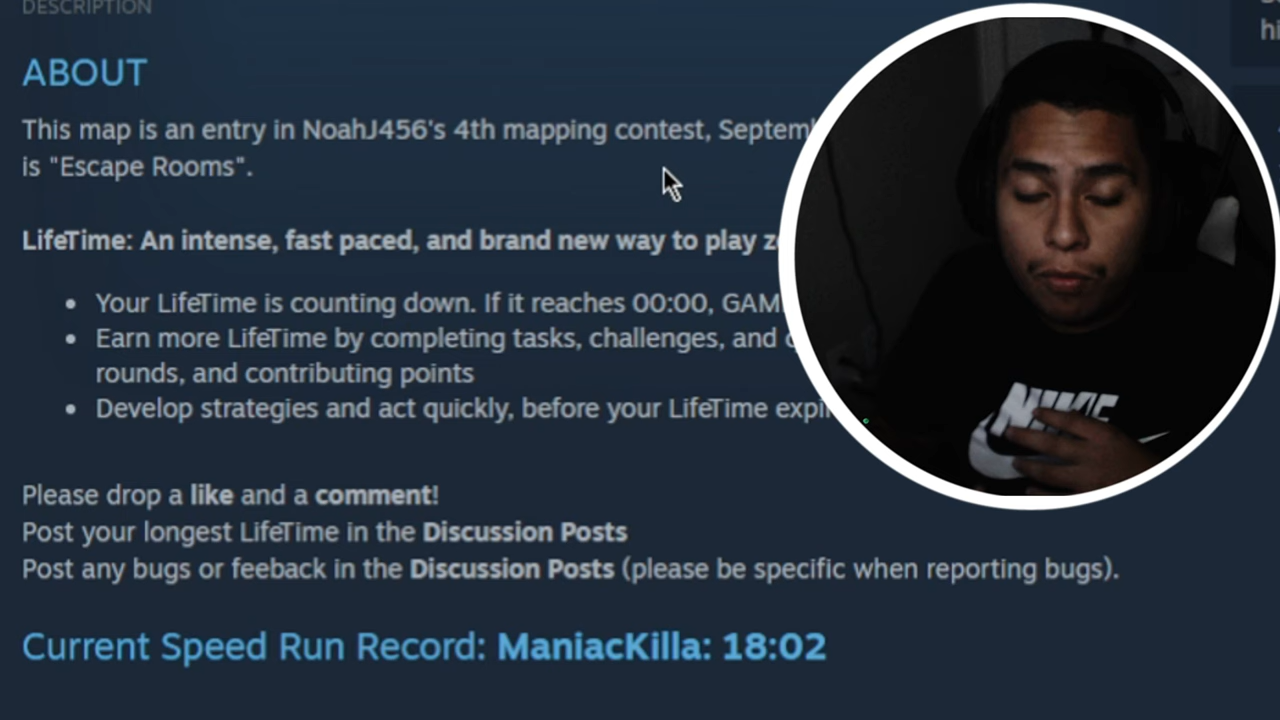 DESCRIPTION
ABOUT
This map is an entry in NoahJ456's 4th mapping contest,
is "Escape Rooms".
LifeTime: An intense, fast paced, and brand new way to play
Your LifeTime is counting down. If it reaches 00:00,
Earn more LifeTime by completing tasks, challenges, and
rounds, and contributing points
Develop strategies and act quickly, before your LifeTime
Please drop a like and a comment!
Post your longest LifeTime in the Discussion Posts
Post any bugs or feeback in the Discussion Posts (please be specific when reporting bugs).
Current Speed Run Record: ManiacKilla: 18:02
NIKE